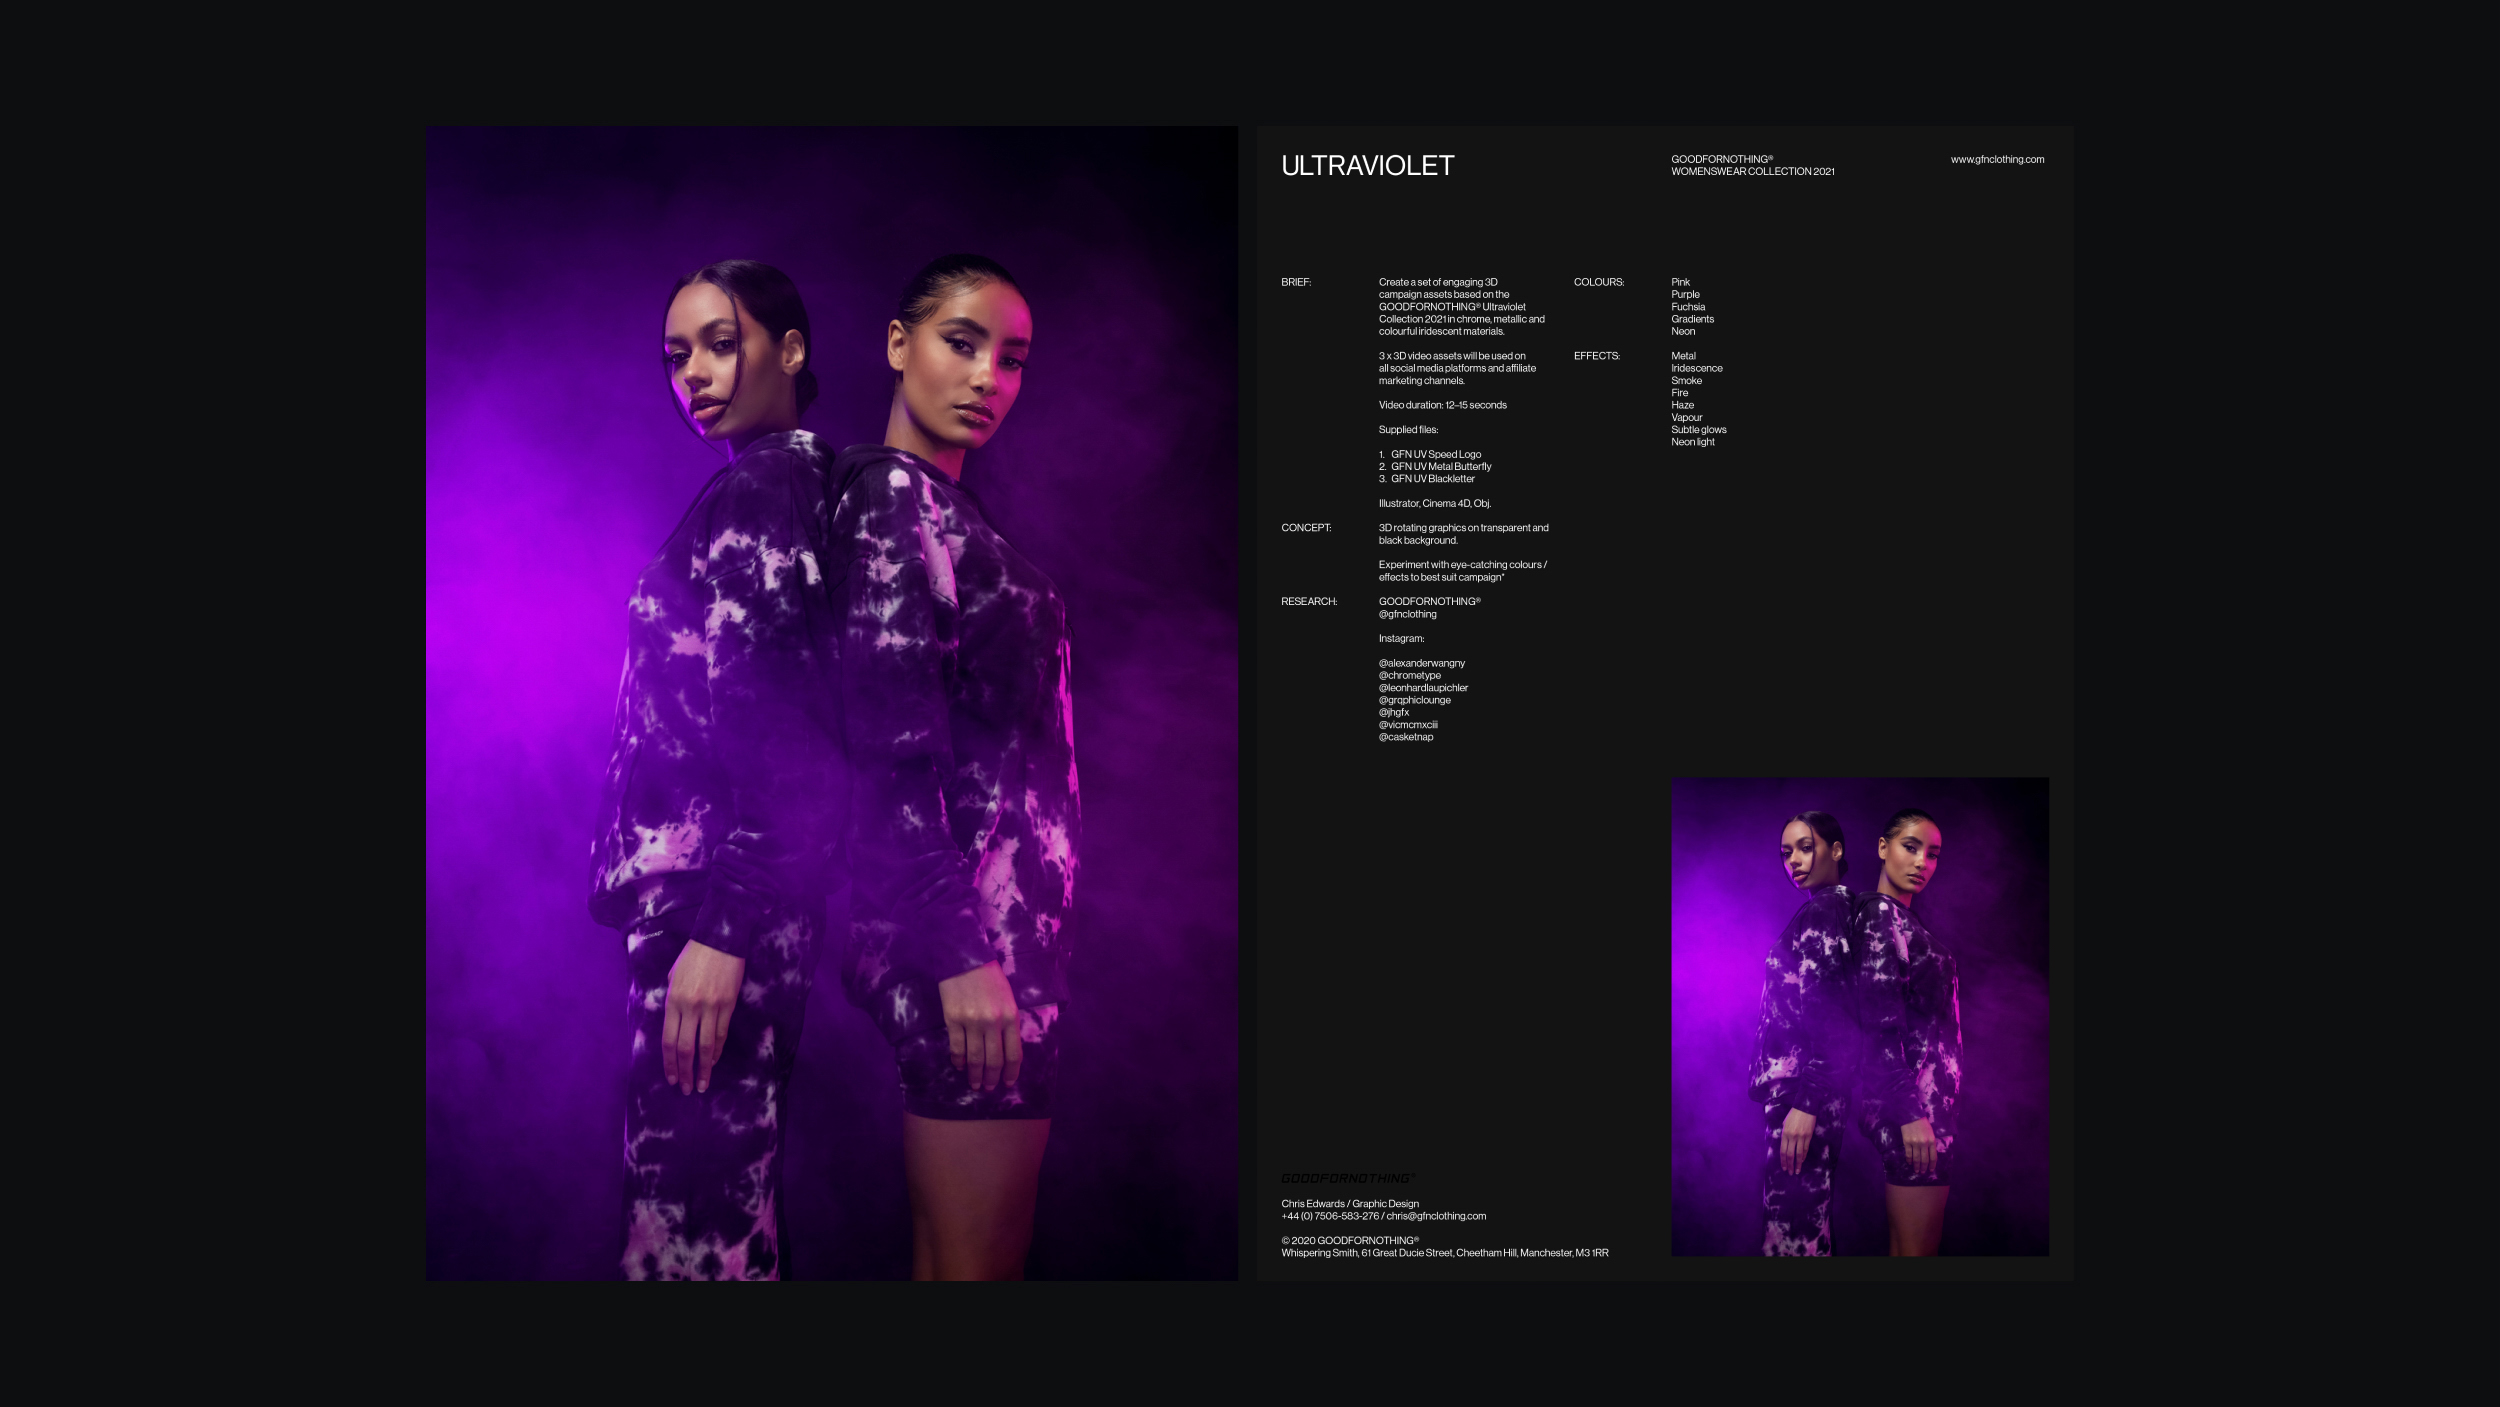 ULTRAVIOLET
GOODFORNOTHING®
WOMENSWEAR COLLECTION 2021
www.gfnclothing.com
BRIEF:
Create a set of engaging 3D
campaign assets based on the
GOODFORNOTHING® Ultraviolet
Collection 2021 in chrome, metallic and
colourful iridescent materials.
3 x 3D video assets will be used on
all social media platforms and affiliate
marketing channels.
Video duration: 12–15 seconds
Supplied files:
1. GFN UV Speed Logo
2. GFN UV Metal Butterfly
3. GFN UV Blackletter
Illustrator, Cinema 4D, Obj.
CONCEPT:
3D rotating graphics on transparent and
black background.
Experiment with eye-catching colours /
effects to best suit campaign*
RESEARCH:
GOODFORNOTHING®
@gfnclothing
Instagram:
@alexanderwangny
@chrometype
@leonhardlaupichler
@grqphiclounge
@jhgfx
@vicmcmxciii
@casketnap
COLOURS:
Pink
Purple
Fuchsia
Gradients
Neon
EFFECTS:
Metal
Iridescence
Smoke
Fire
Haze
Vapour
Subtle glows
Neon light
GOODFORNOTHING®
Chris Edwards / Graphic Design
+44 (0) 7506-583-276 / chris@gfnclothing.com
© 2020 GOODFORNOTHING®
Whispering Smith, 61 Great Ducie Street, Cheetham Hill, Manchester, M3 1RR